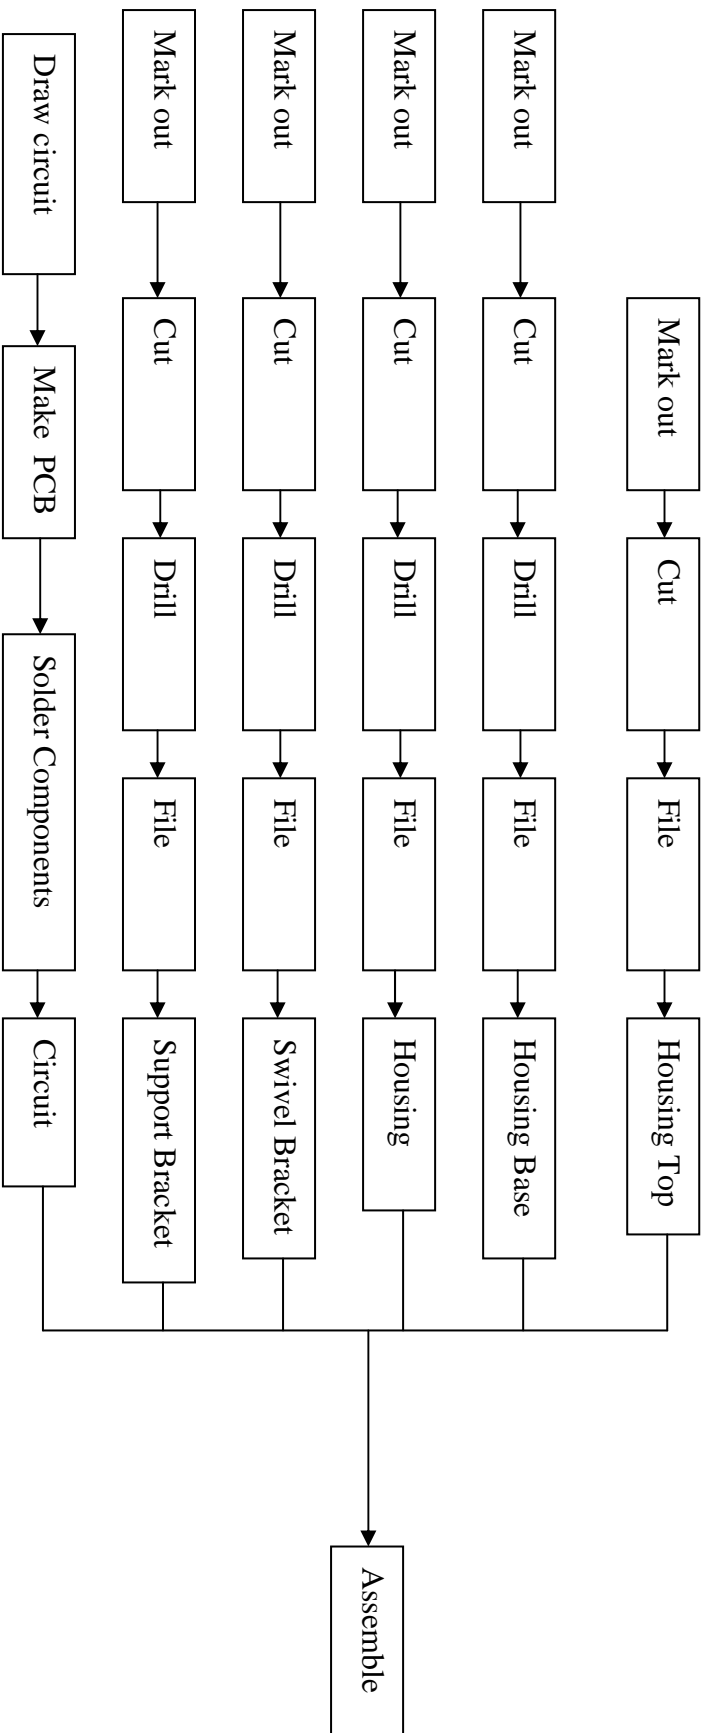 Mark out
Cut
File
Housing Top
Mark out
Cut
Drill
File
Housing Base
Mark out
Cut
Drill
File
Housing
Mark out
Cut
Drill
File
Swivel Bracket
Mark out
Cut
Drill
File
Support Bracket
Draw circuit
Make PCB
Solder Components
Circuit
Assemble